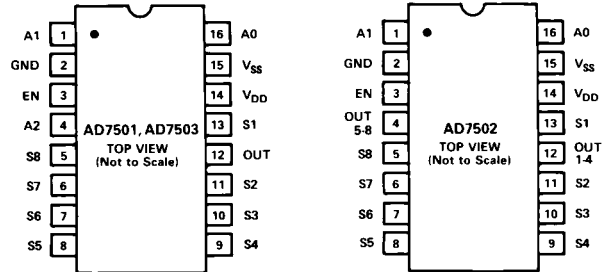 A1 1 16 A0
GND 2 15 VSS
EN 3 14 VDD
A2 4 AD7501, AD7503 13 S1
TOP VIEW
(Not to Scale)
S8 5 12 OUT
S7 6 11 S2
S6 7 10 S3
S5 8 9 S4
A1 1 16 A0
GND 2 15 VSS
EN 3 14 VDD
OUT
5-8 4 AD7502 13 S1
TOP VIEW
(Not to Scale)
S8 5 12 OUT
1-4
S7 6 11 S2
S6 7 10 S3
S5 8 9 S4